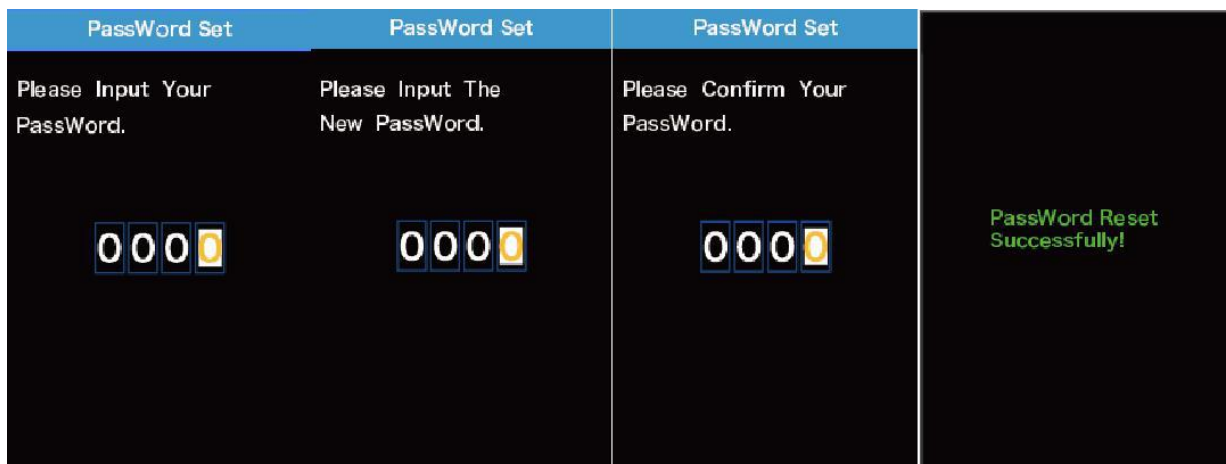 PassWord Set
Please Input Your
PassWord.
0000
PassWord Set
Please Input The
New PassWord.
0000
PassWord Set
Please Confirm Your
PassWord.
0000
PassWord Reset
Successfully!